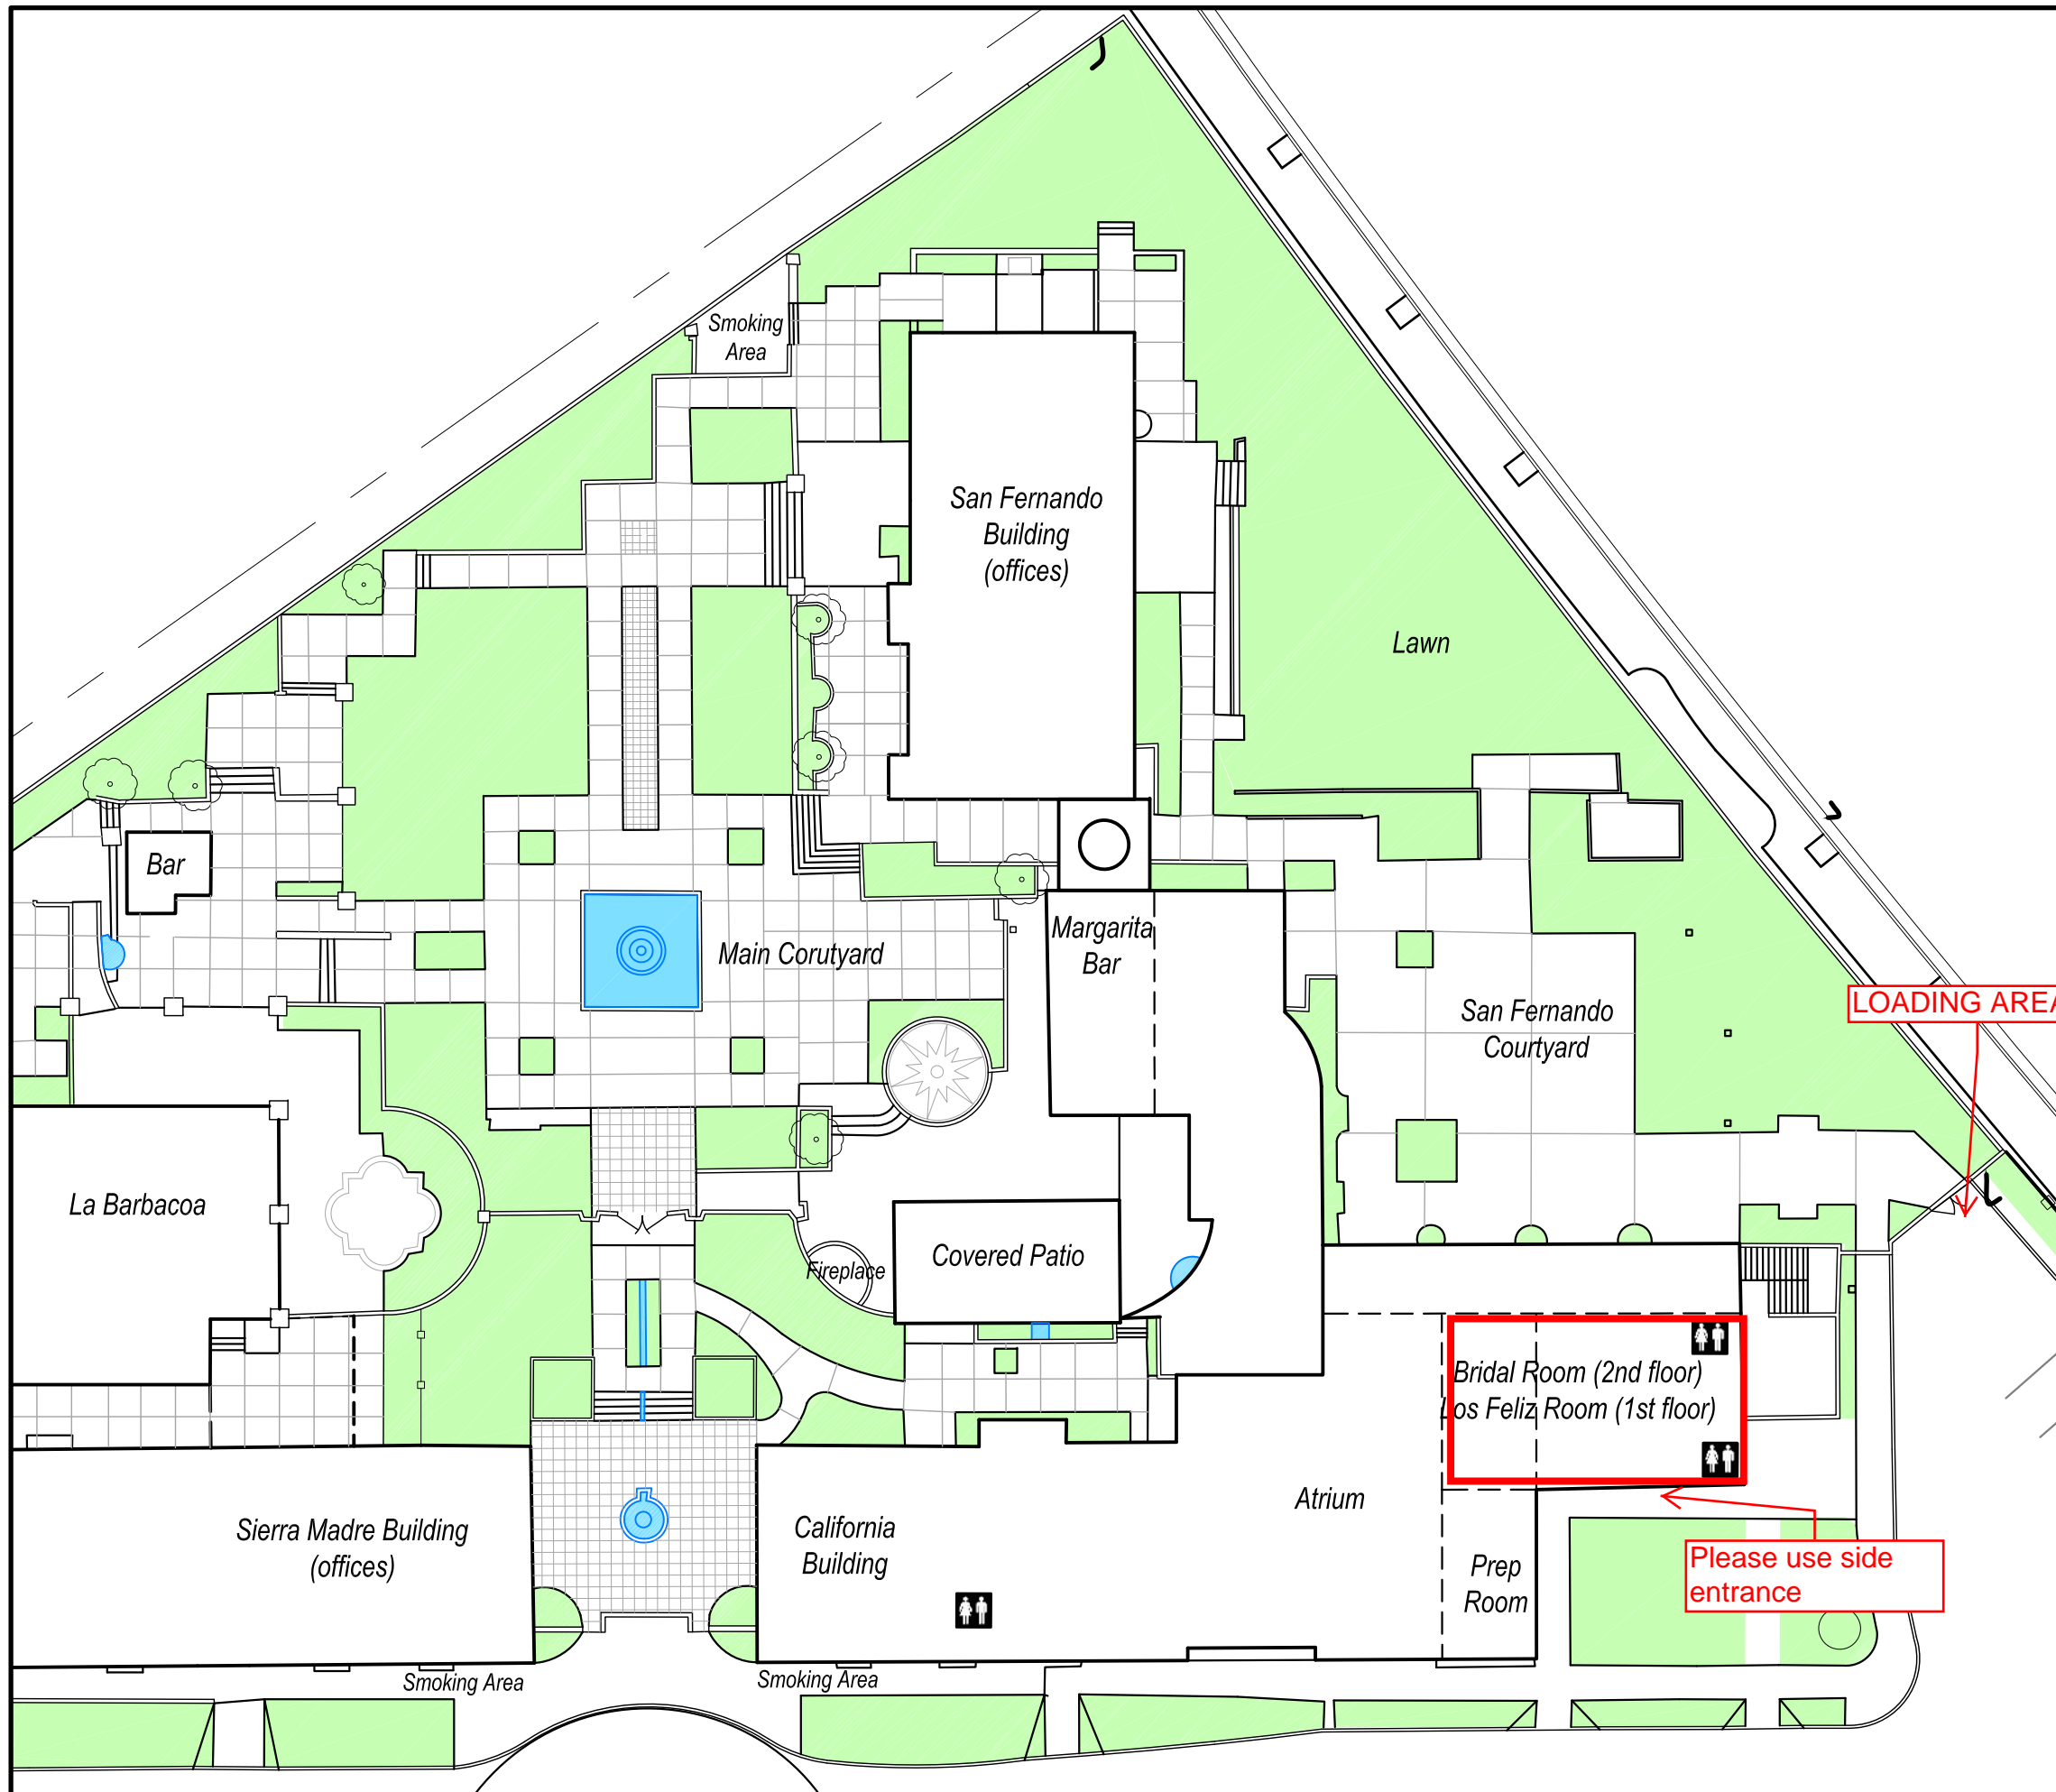 Smoking
Area
San Fernando
Building
(offices)
Lawn
Bar
Main Corutyard
Margarita
Bar
San Fernando
Courtyard
LOADING AREA
La Barbacoa
Covered Patio
Fireplace
Bridal Room (2nd floor)
Los Feliz Room (1st floor)
Atrium
Sierra Madre Building
(offices)
California
Building
Prep
Room
Please use side
entrance
Smoking Area
Smoking Area